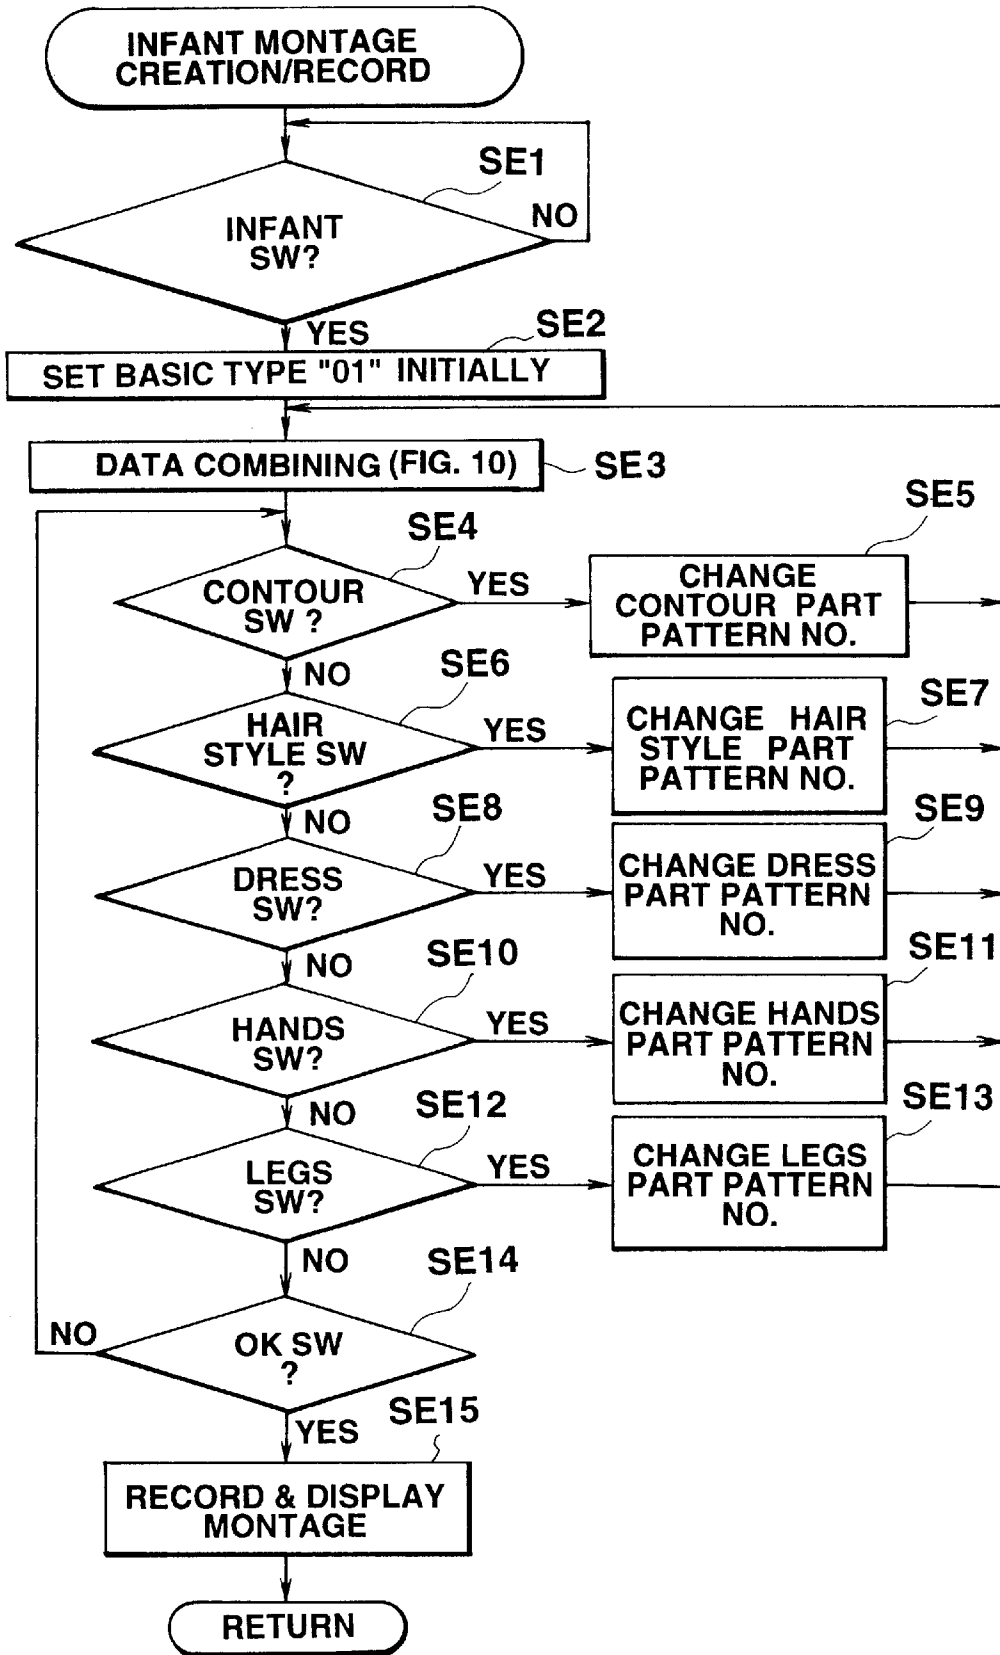 INFANT MONTAGE
CREATION/RECORD
SE1
INFANT
SW?
NO
YES
SE2
SET BASIC TYPE "01" INITIALLY
DATA COMBINING (FIG. 10)
SE3
SE4
CONTOUR
SW ?
YES
SE5
CHANGE
CONTOUR PART
PATTERN NO.
NO
SE6
HAIR
STYLE SW
?
YES
SE7
CHANGE HAIR
STYLE PART
PATTERN NO.
NO
SE8
DRESS
SW?
YES
SE9
CHANGE DRESS
PART PATTERN
NO.
NO
SE10
HANDS
SW?
YES
SE11
CHANGE HANDS
PART PATTERN
NO.
NO
SE12
LEGS
SW?
YES
SE13
CHANGE LEGS
PART PATTERN
NO.
NO
SE14
OK SW
?
NO
YES
SE15
RECORD & DISPLAY
MONTAGE
RETURN